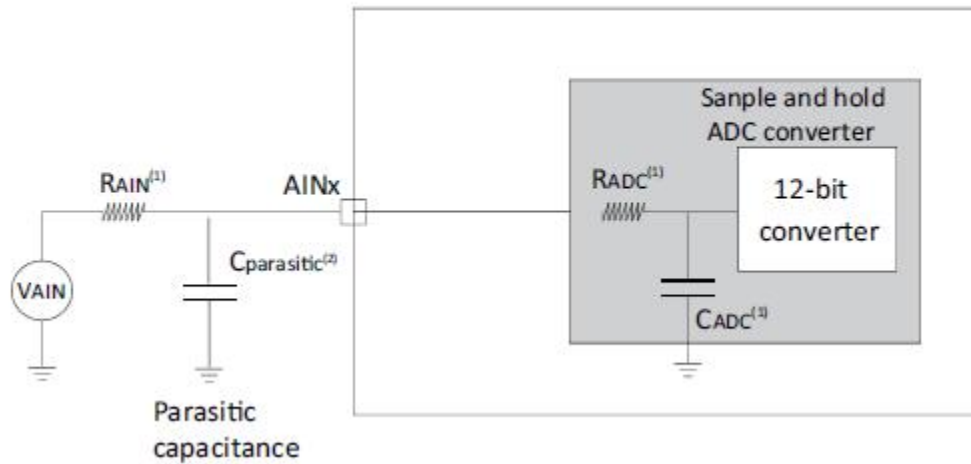 Sanple and hold
ADC converter
RAIN(1)
AINx
RADC(1)
12-bit
converter
Cparasitic(2)
VAIN
CADC(1)
Parasitic
capacitance